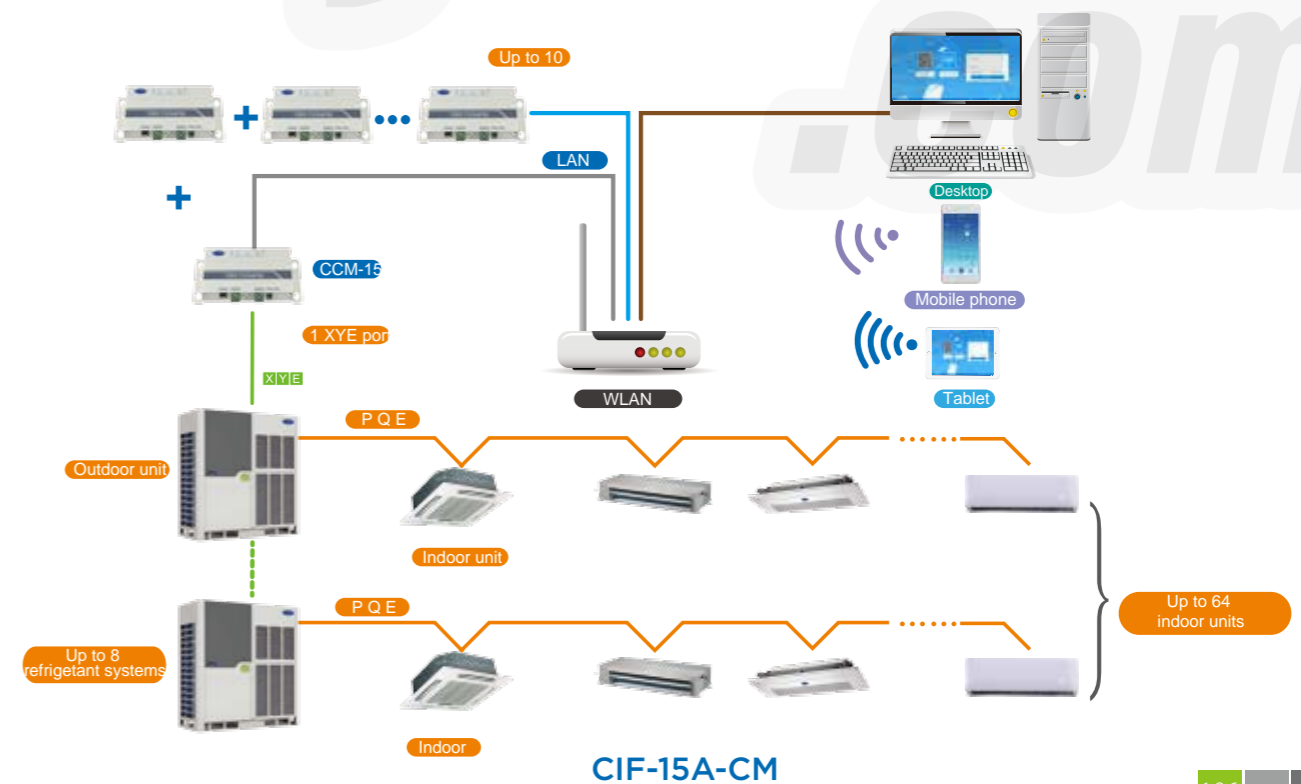 Up to 10
LAN
Desktop
CCM-15
Mobile phone
1 XYE por
X Y E
WLAN
Tablet
P Q E
Outdoor unit
Indoor unit
P Q E
Up to 64
indoor units
Up to 8
refrigetant systems
Indoor
CIF-15A-CM
.com